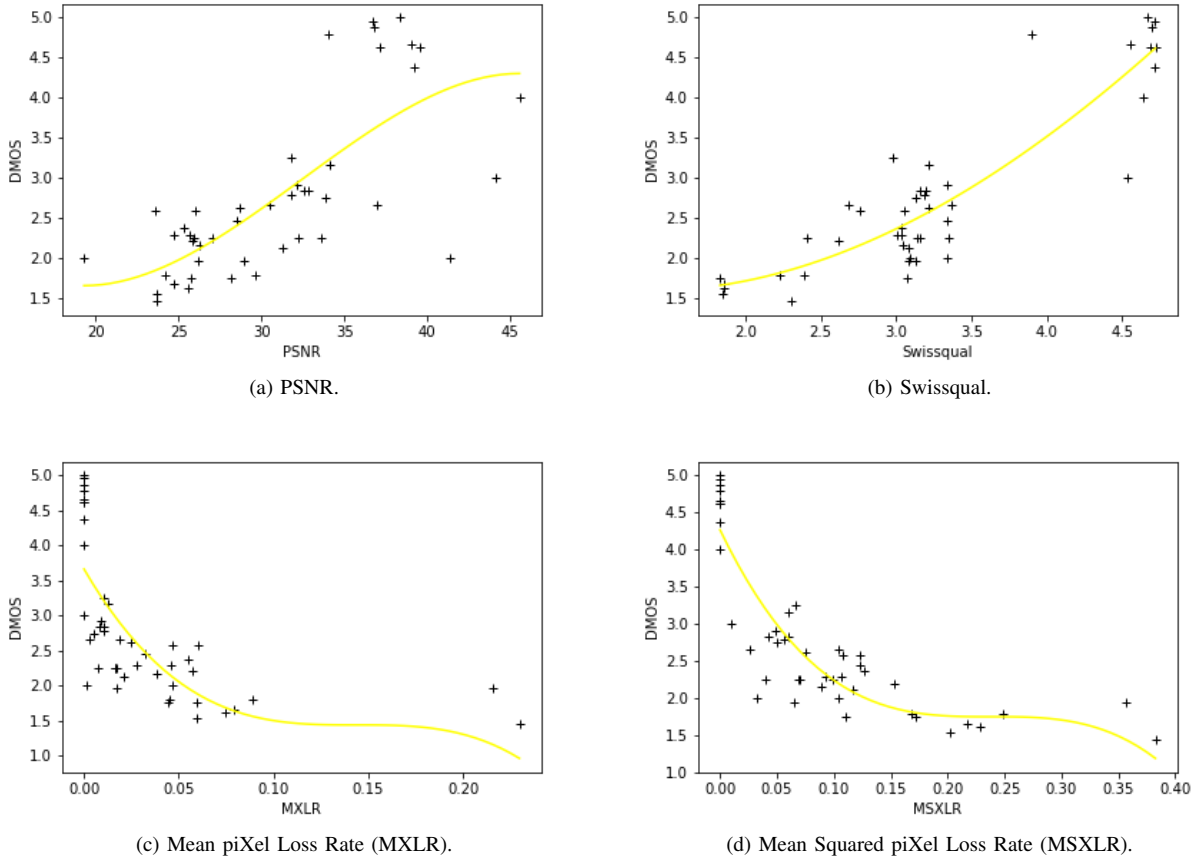 5.0
4.5
4.0
3.5
3.0
2.5
2.0
1.5
DMOS
20 25 30 35 40 45
PSNR
(a) PSNR.
5.0
4.5
4.0
3.5
3.0
2.5
2.0
1.5
DMOS
2.0 2.5 3.0 3.5 4.0 4.5
Swissqual
(b) Swissqual.
5.0
4.5
4.0
3.5
3.0
2.5
2.0
1.5
1.0
DMOS
0.00 0.05 0.10 0.15 0.20
MXLR
(c) Mean piXel Loss Rate (MXLR).
5.0
4.5
4.0
3.5
3.0
2.5
2.0
1.5
1.0
DMOS
0.00 0.05 0.10 0.15 0.20 0.25 0.30 0.35 0.40
MSXLR
(d) Mean Squared piXel Loss Rate (MSXLR).